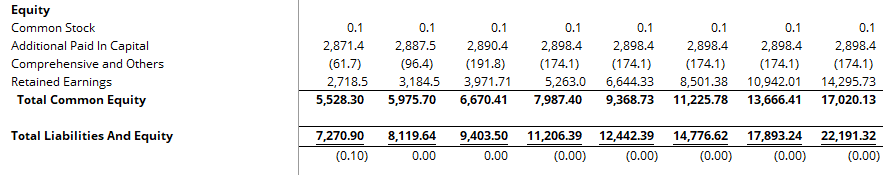 Equity
Common Stock 0.1 0.1 0.1 0.1 0.1 0.1 0.1 0.1
Additional Paid In Capital 2,871.4 2,887.5 2,890.4 2,898.4 2,898.4 2,898.4 2,898.4 2,898.4
Comprehensive and Others (61.7) (96.4) (191.8) (174.1) (174.1) (174.1) (174.1) (174.1)
Retained Earnings 2,718.5 3,184.5 3,971.71 5,263.0 6,644.33 8,501.38 10,942.01 14,295.73
Total Common Equity 5,528.30 5,975.70 6,670.41 7,987.40 9,368.73 11,225.78 13,666.41 17,020.13
Total Liabilities And Equity 7,270.90 8,119.64 9,403.50 11,206.39 12,442.39 14,776.62 17,893.24 22,191.32
(0.10) 0.00 0.00 (0.00) (0.00) (0.00) (0.00) (0.00)